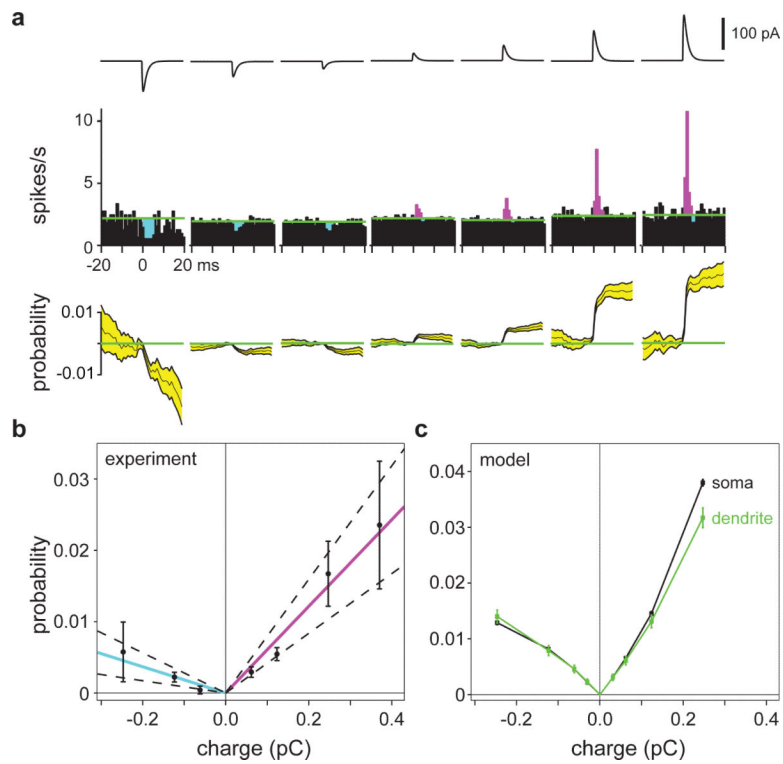 a
100 pA
10
5
0
spikes/s
-20 0 20 ms
0.01
-0.01
probability
b
experiment
0.03
0.02
0.01
0
probability
-0.2 0.0 0.2 0.4
charge (pC)
c
model
soma
dendrite
0.04
0.03
0.02
0.01
0
-0.2 0.0 0.2 0.4
charge (pC)